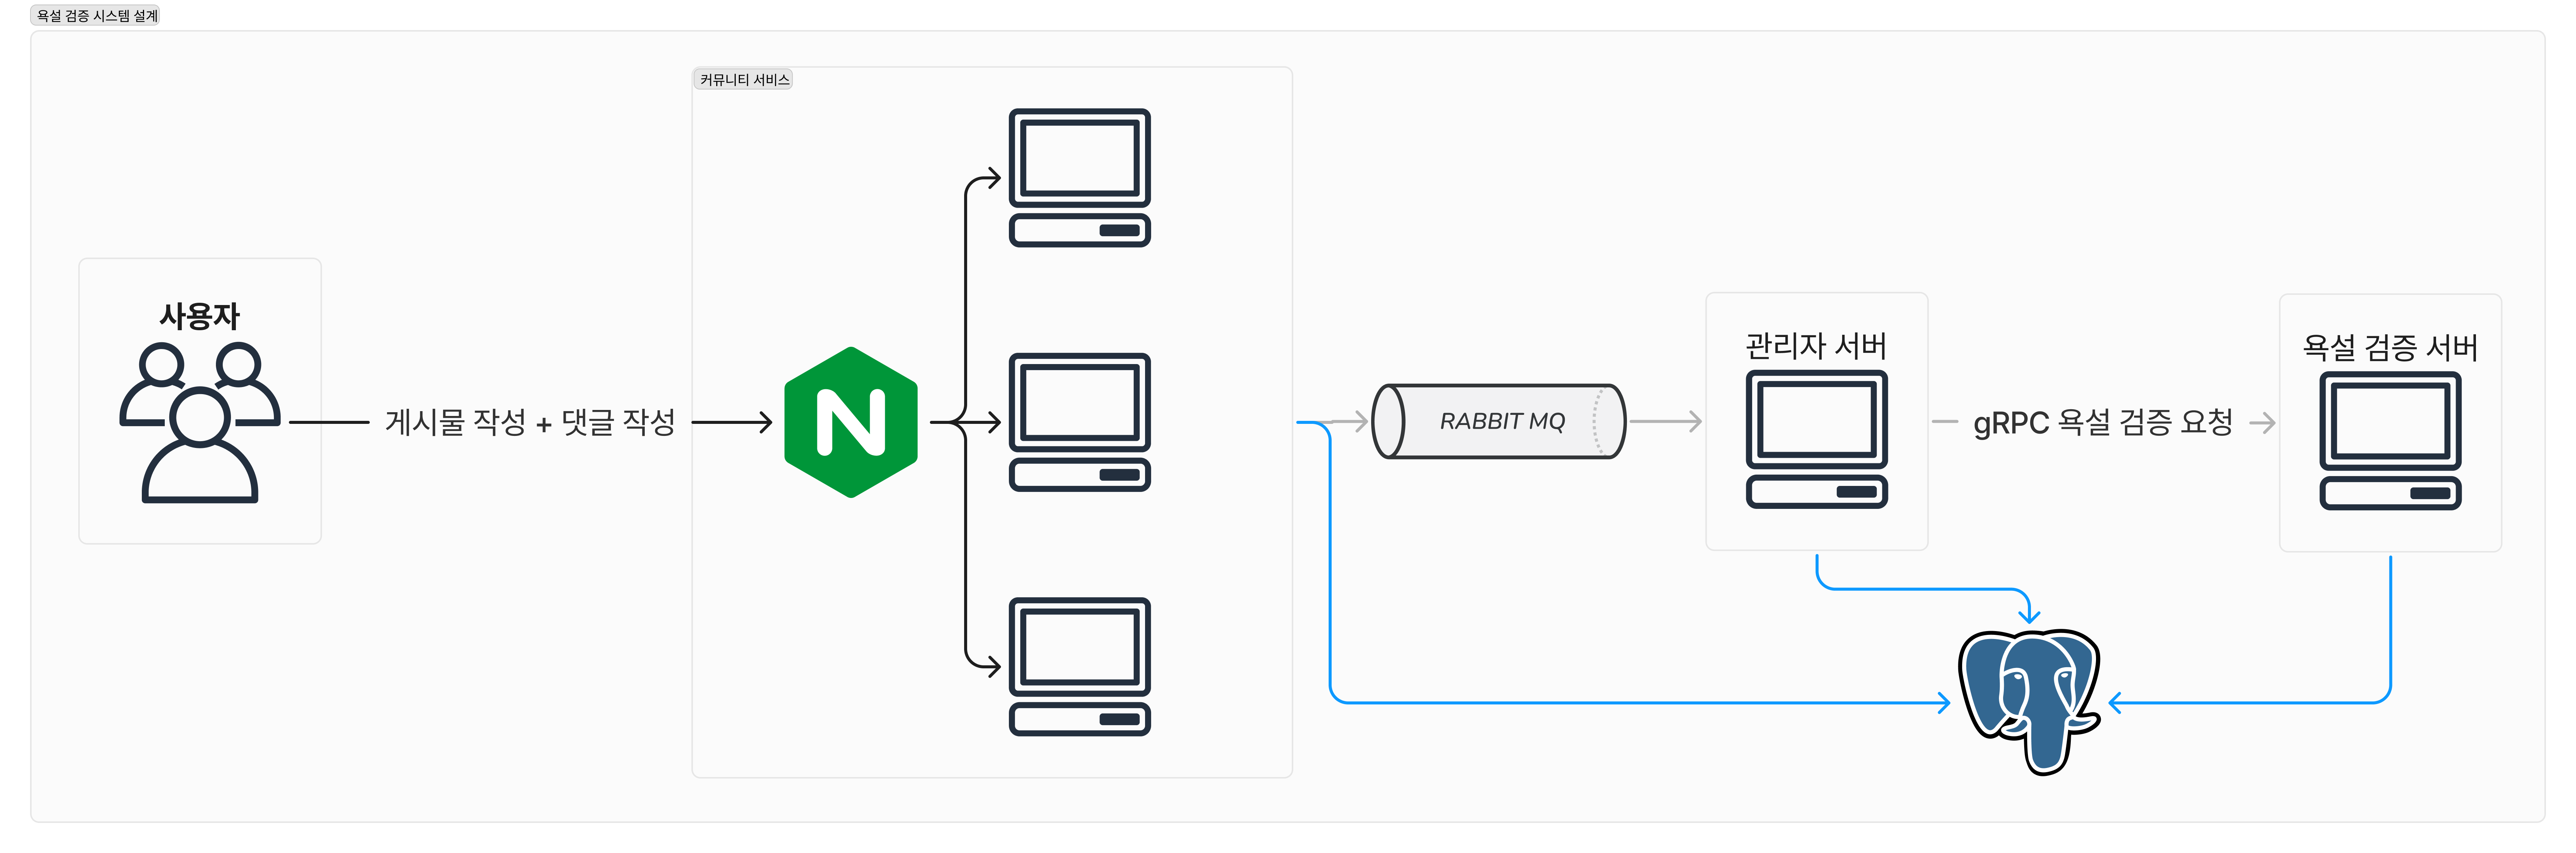 욕설 검증 시스템 설계
커뮤니티 서비스
사용자
게시물 작성 + 댓글 작성
N
RABBIT MQ
관리자 서버
gRPC 욕설 검증 요청
욕설 검증 서버